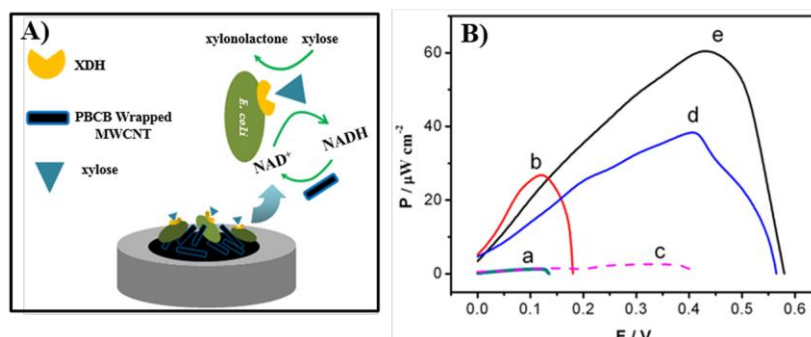 A)
XDH
PBCB Wrapped
MWCNT
xylose
xylonolactone xylose
E. coli
NAD+
NADH
B)
P / µW cm-2
60
40
20
0
0.0 0.1 0.2 0.3 0.4 0.5 0.6
E / V
a
b
c
d
e